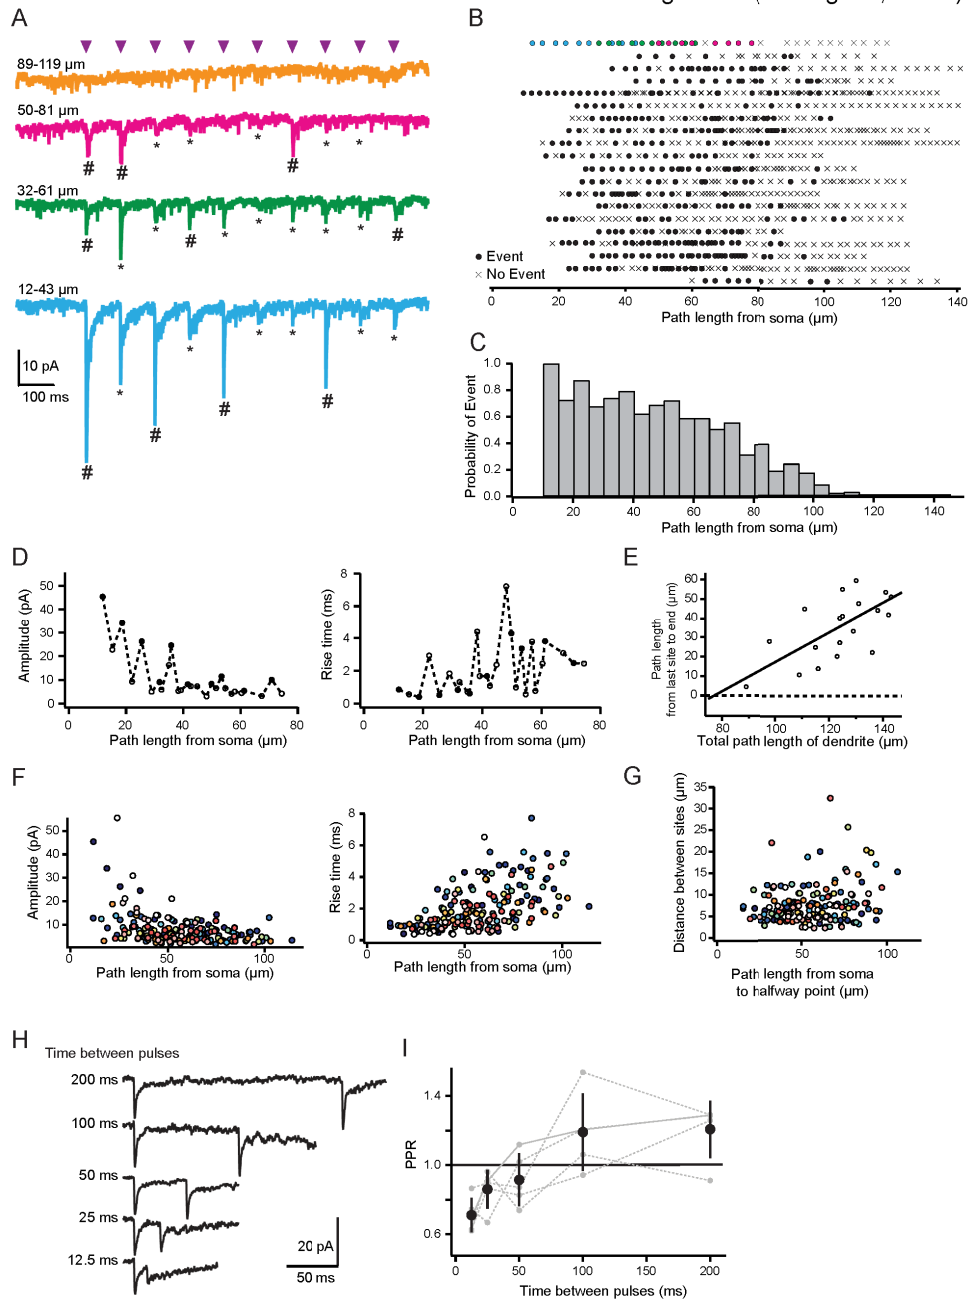 A
89-119 µm
50-81 µm
# # * * * # * *
32-61 µm
# * * # * * * * * #
12-43 µm
# * # * # * * # * *
10 pA
100 ms
B
Event
No Event
0 20 40 60 80 100 120 140
Path length from soma (µm)
C
Probability of Event
1.0
0.8
0.6
0.4
0.2
0.0
0 20 40 60 80 100 120 140
Path length from soma (µm)
D
Amplitude (pA)
50
40
30
20
10
0
0 20 40 60 80
Path length from soma (µm)
Rise time (ms)
8
6
4
2
0
0 20 40 60 80
Path length from soma (µm)
E
Path length
from last site to end (µm)
60
50
40
30
20
10
0
80 100 120 140
Total path length of dendrite (µm)
F
Amplitude (pA)
50
40
30
20
10
0 50 100
Path length from soma (µm)
Rise time (ms)
8
6
4
2
0
50 100
Path length from soma (µm)
G
Distance between sites (µm)
35
30
25
20
15
10
5
0
0 50 100
Path length from soma
to halfway point (µm)
H
Time between pulses
200 ms
100 ms
50 ms
25 ms
12.5 ms
20 pA
50 ms
I
PPR
1.4
1.0
0.6
0 50 100 150 200
Time between pulses (ms)